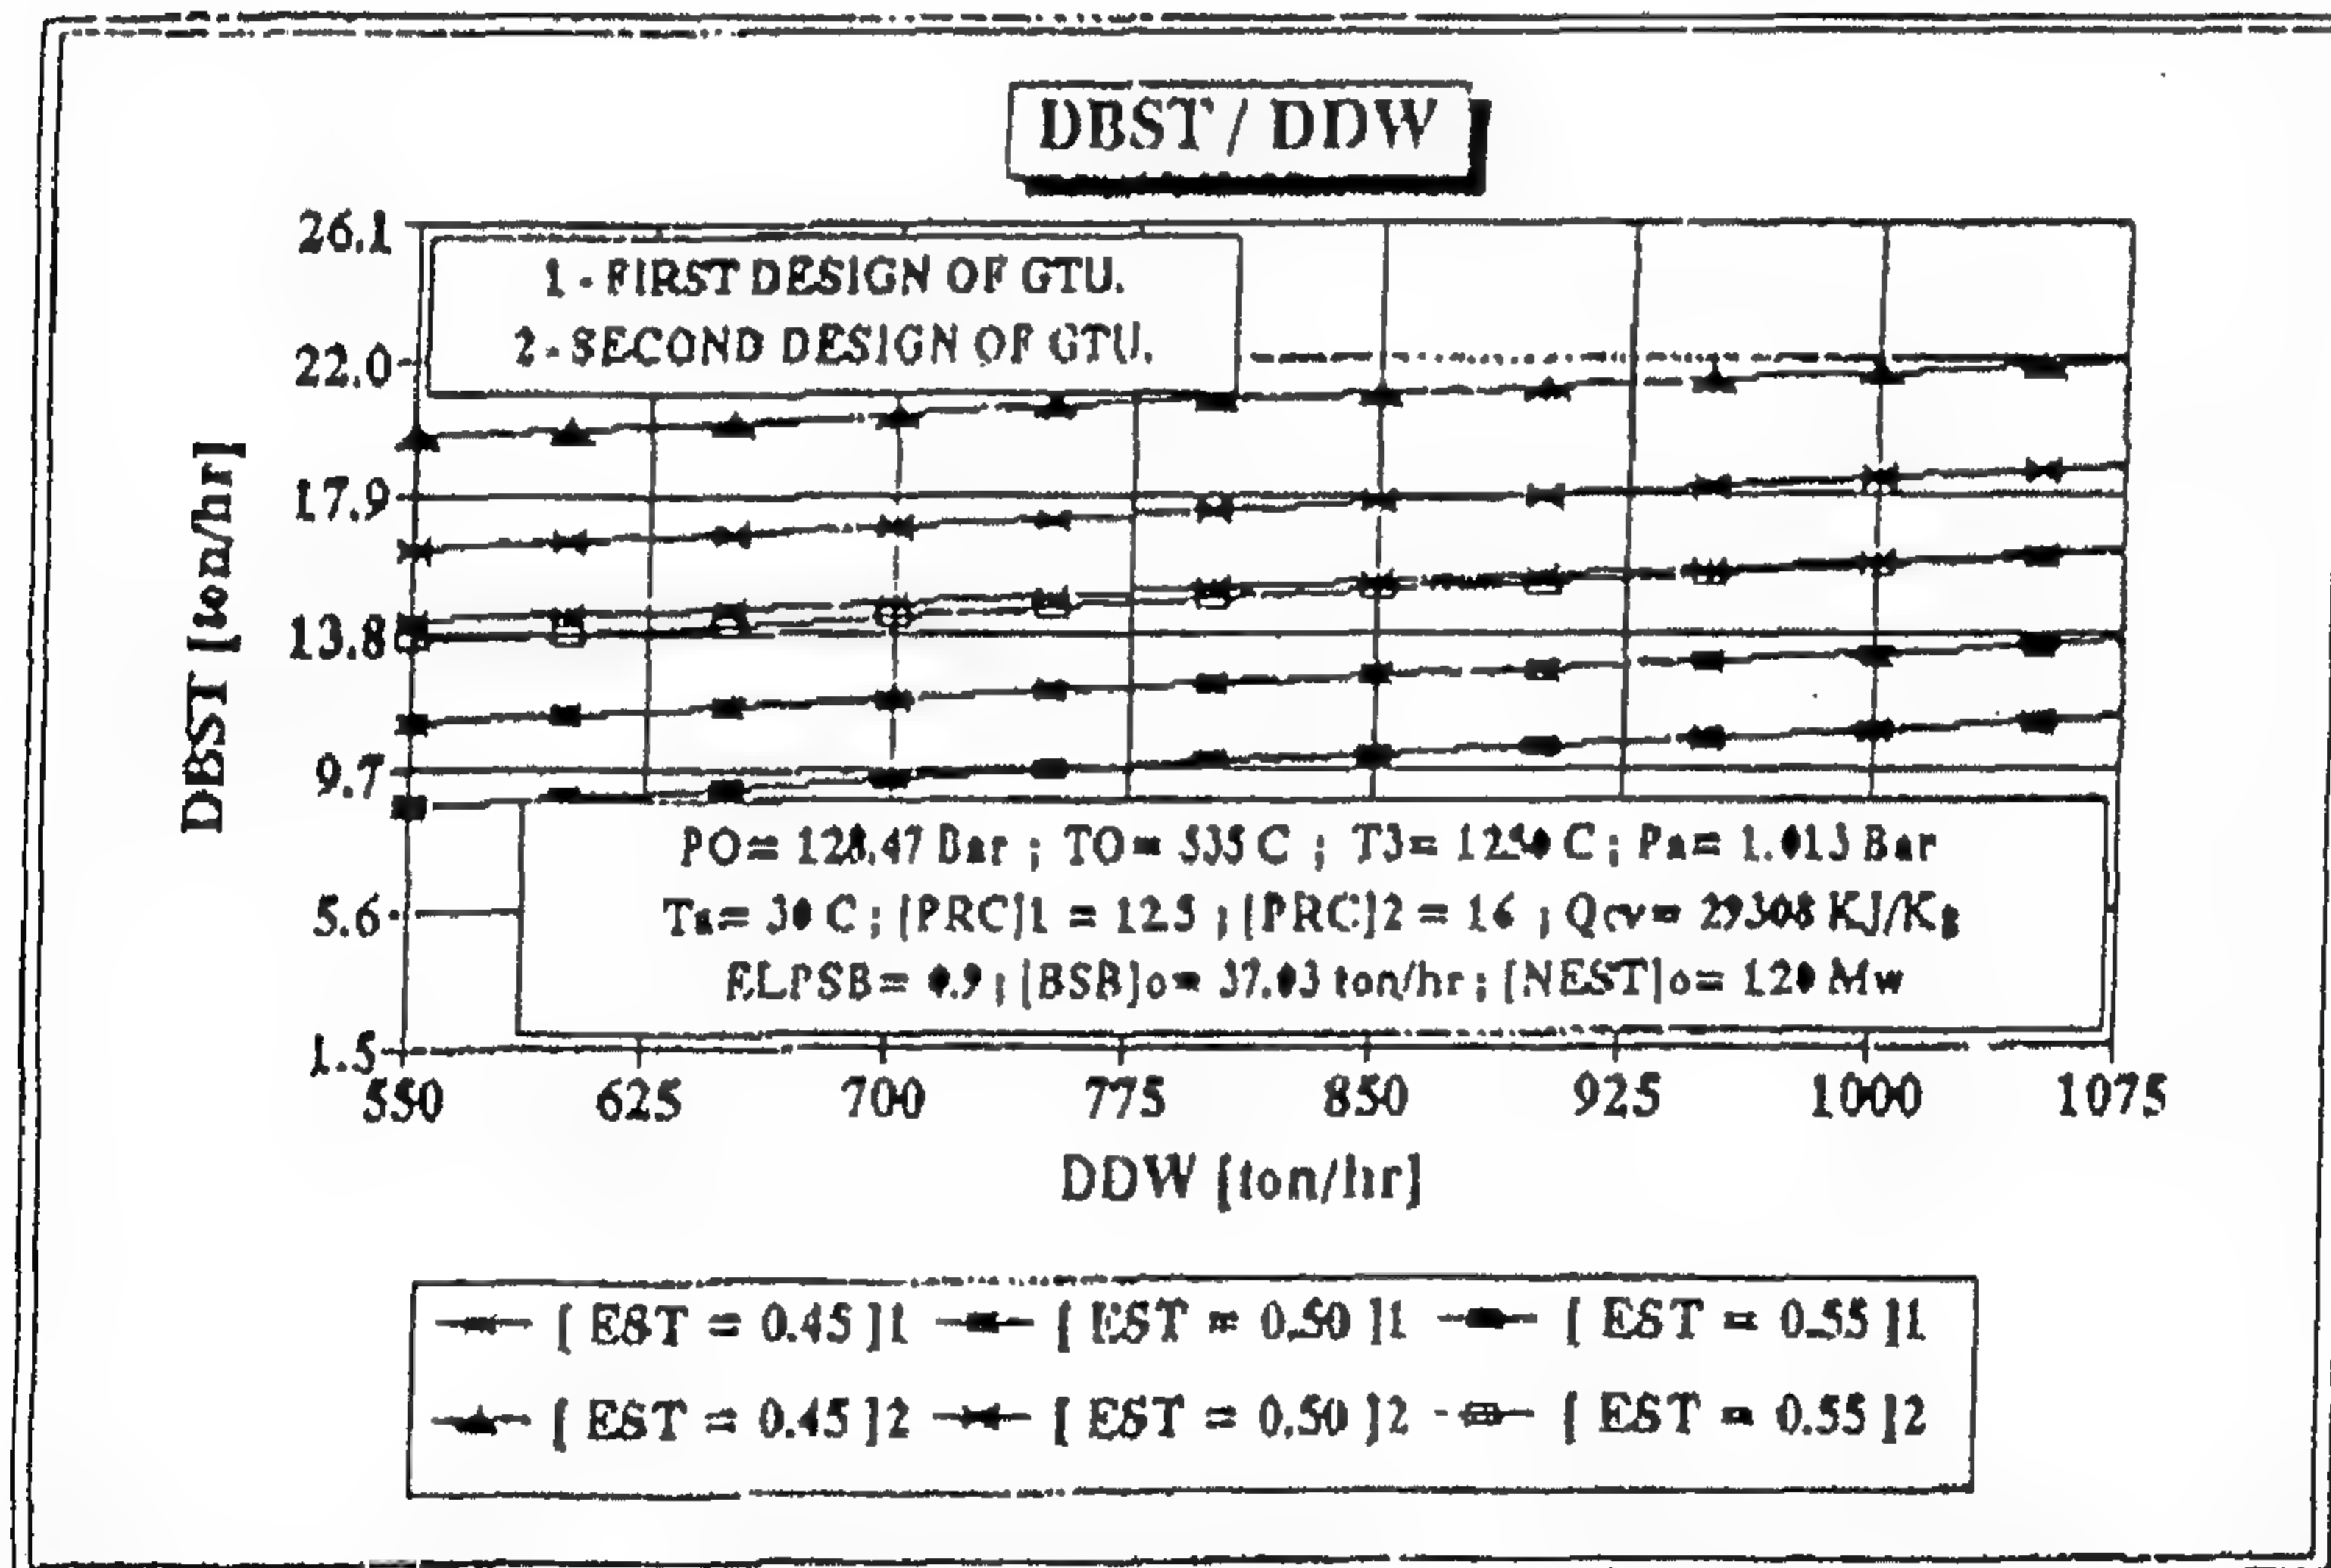 DBST / DDW
26.1
1 - FIRST DESIGN OF GTU.
2 - SECOND DESIGN OF GTU.
22.0
17.9
13.8
9.7
5.6
1.5
DBST [ton/hr]
PO= 128.47 Bar ; TO= 535 C ; T3= 1250 C ; Pa= 1.013 Bar
Ta= 30 C ; [PRC]1 = 12.5 ; [PRC]2 = 16 ; Qcv= 29308 KJ/Kg
ELPSB= 0.9 ; [BSB]o= 37.03 ton/hr ; [NEST]o= 120 Mw
550 625 700 775 850 925 1000 1075
DDW [ton/hr]
[ EST = 0.45 ]1 [ EST = 0.50 ]1 [ EST = 0.55 ]1
[ EST = 0.45 ]2 [ EST = 0.50 ]2 [ EST = 0.55 ]2